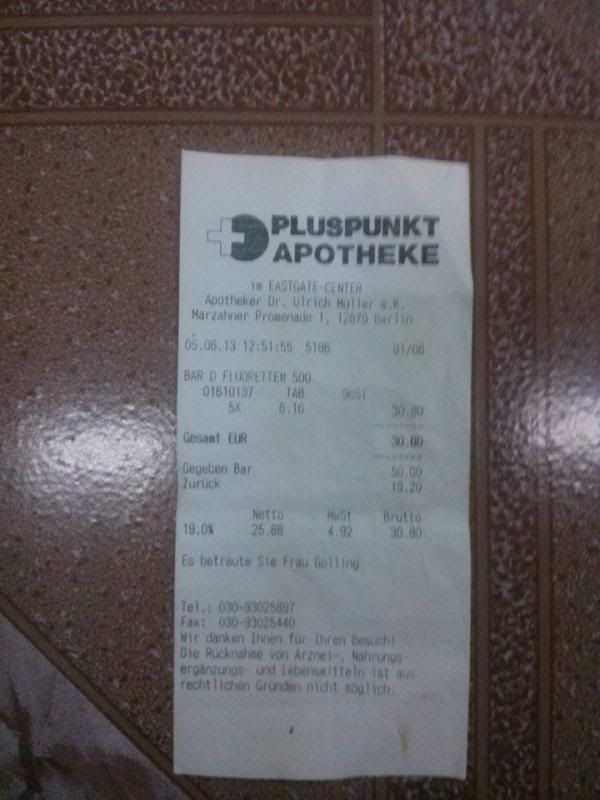 PLUSPUNKT
APOTHEKE
im EASTGATE-CENTER
Apotheker Dr. Ulrich Müller e.K.
Marzahner Promenade 1, 12679 Berlin
05.06.13 12:51:55 5186 01/06
BAR D FLUORETTEN 500
01610137 TAB 90ST
5X 6.16 30.80
Gesamt EUR 30.80
Gegeben Bar 50.00
Zurück 19.20
Netto MwSt Brutto
19.0% 25.88 4.92 30.80
Es betreute Sie Frau Golling
Tel.: 030-93025897
Fax: 030-93025440
Wir danken Ihnen für Ihren Besuch!
Die Rücknahme von Arznei-, Nahrungs-
ergänzungs- und Lebensmitteln ist aus
rechtlichen Gründen nicht möglich.